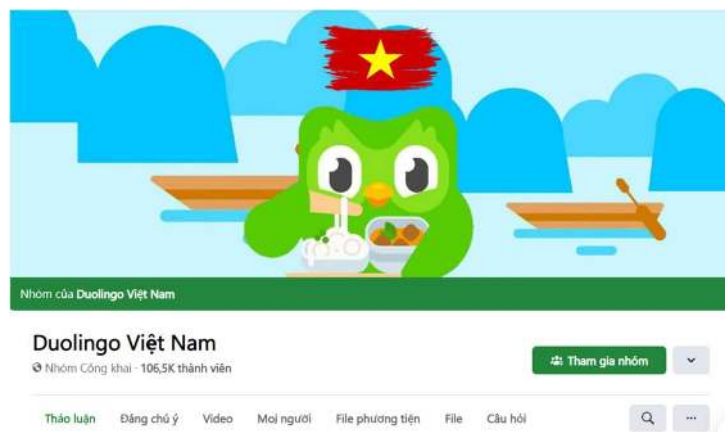 Nhóm của Duolingo Việt Nam
Duolingo Việt Nam
Nhóm Công khai · 106,5K thành viên
Tham gia nhóm
Thảo luận Đáng chú ý Video Mọi người File phương tiện File Câu hỏi